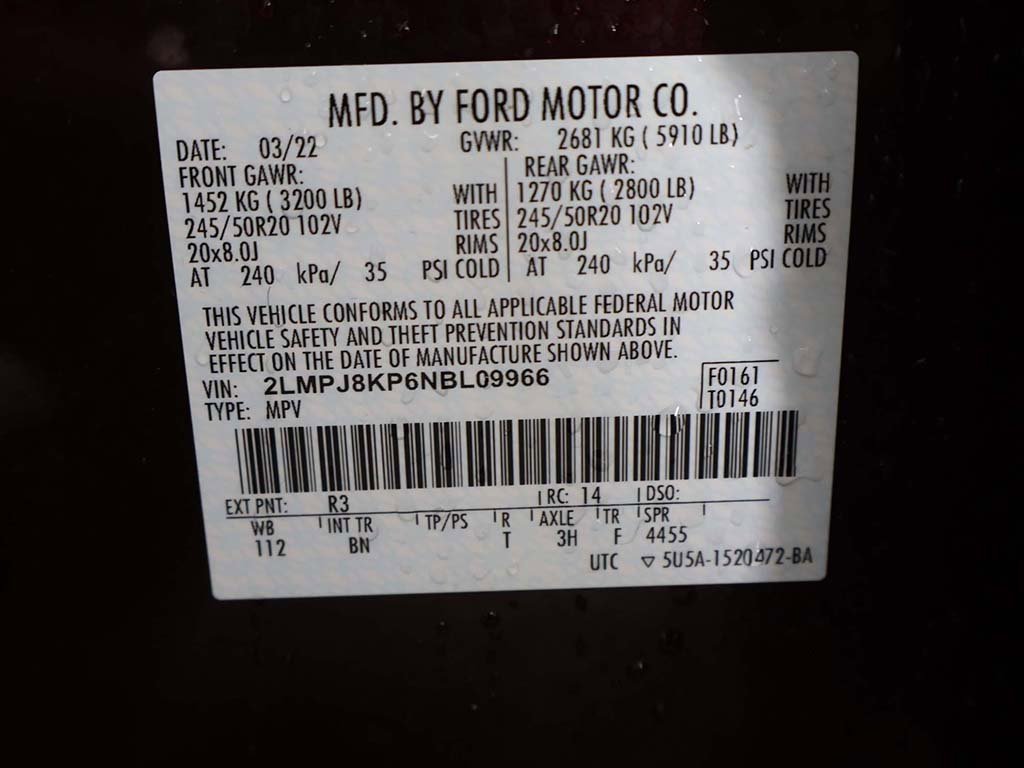 MFD. BY FORD MOTOR CO.
DATE: 03/22 GVWR: 2681 KG ( 5910 LB)
FRONT GAWR: REAR GAWR:
1452 KG ( 3200 LB) WITH 1270 KG ( 2800 LB) WITH
245/50R20 102V TIRES 245/50R20 102V TIRES
20x8.0J RIMS 20x8.0J RIMS
AT 240 kPa/ 35 PSI COLD AT 240 kPa/ 35 PSI COLD
THIS VEHICLE CONFORMS TO ALL APPLICABLE FEDERAL MOTOR
VEHICLE SAFETY AND THEFT PREVENTION STANDARDS IN
EFFECT ON THE DATE OF MANUFACTURE SHOWN ABOVE.
VIN: 2LMPJ8KP6NBL09966 F0161
TYPE: MPV T0146
EXT PNT: R3 RC: 14 DSO:
WB INT TR TP/PS R AXLE TR SPR
112 BN T 3H F 4455
UTC ▽ 5U5A-1520472-BA